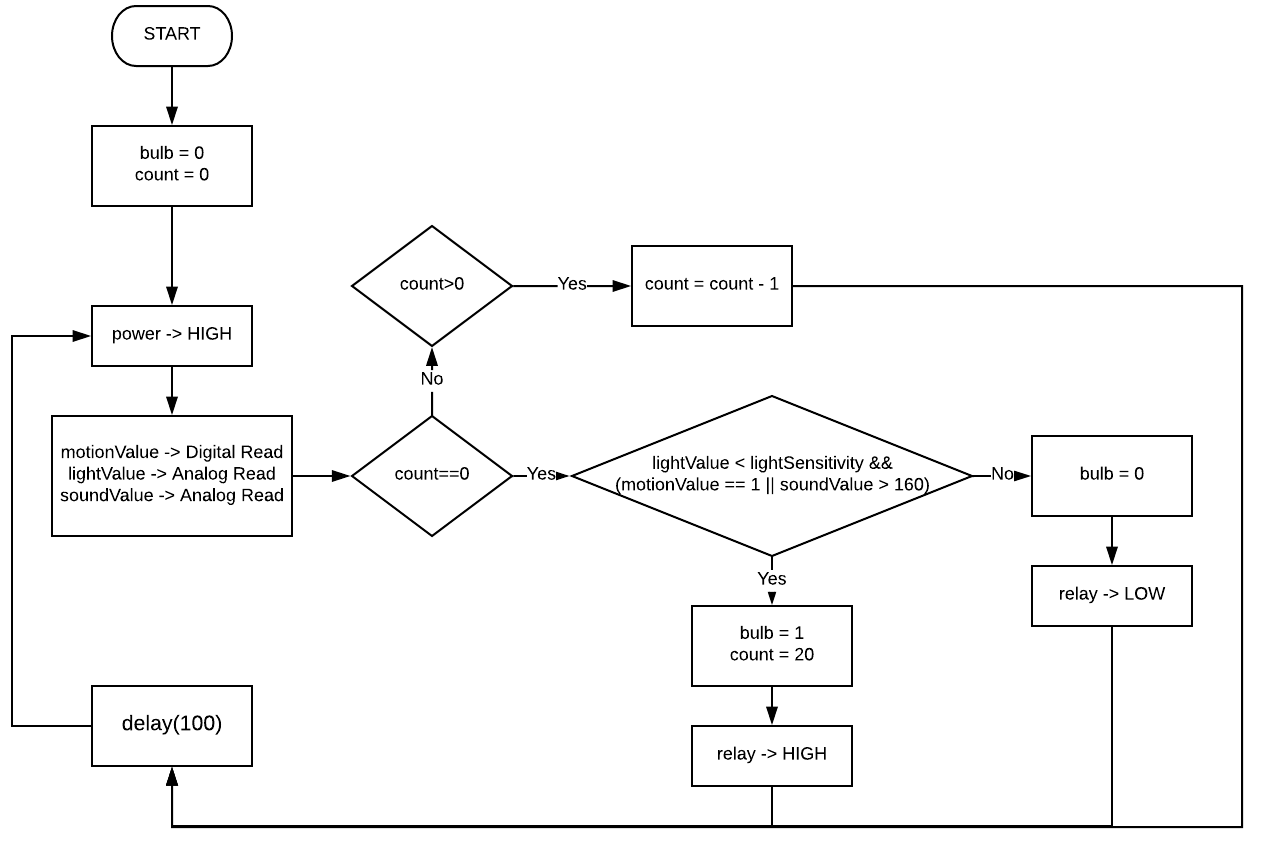 START
bulb = 0
count = 0
power -> HIGH
motionValue -> Digital Read
lightValue -> Analog Read
soundValue -> Analog Read
count==0
No
count>0
Yes
count = count - 1
Yes
lightValue < lightSensitivity &&
(motionValue == 1 || soundValue > 160)
No
bulb = 0
relay -> LOW
Yes
bulb = 1
count = 20
relay -> HIGH
delay(100)